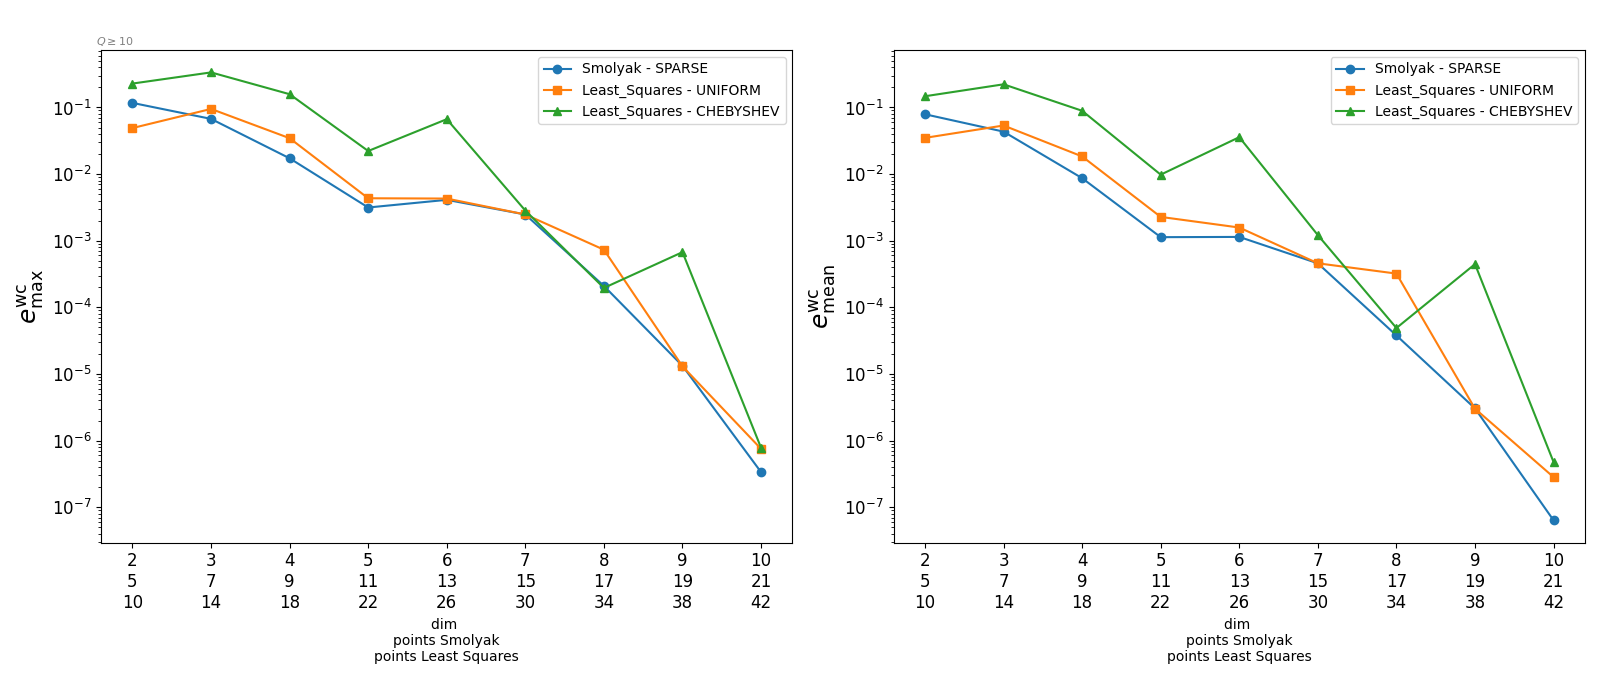 Q ≥ 10
Smolyak - SPARSE
Least_Squares - UNIFORM
Least_Squares - CHEBYSHEV
10⁻¹
10⁻²
10⁻³
10⁻⁴
10⁻⁵
10⁻⁶
10⁻⁷
e^wc_max
2 3 4 5 6 7 8 9 10
5 7 9 11 13 15 17 19 21
10 14 18 22 26 30 34 38 42
dim
points Smolyak
points Least Squares
Smolyak - SPARSE
Least_Squares - UNIFORM
Least_Squares - CHEBYSHEV
10⁻¹
10⁻²
10⁻³
10⁻⁴
10⁻⁵
10⁻⁶
10⁻⁷
e^wc_mean
2 3 4 5 6 7 8 9 10
5 7 9 11 13 15 17 19 21
10 14 18 22 26 30 34 38 42
dim
points Smolyak
points Least Squares